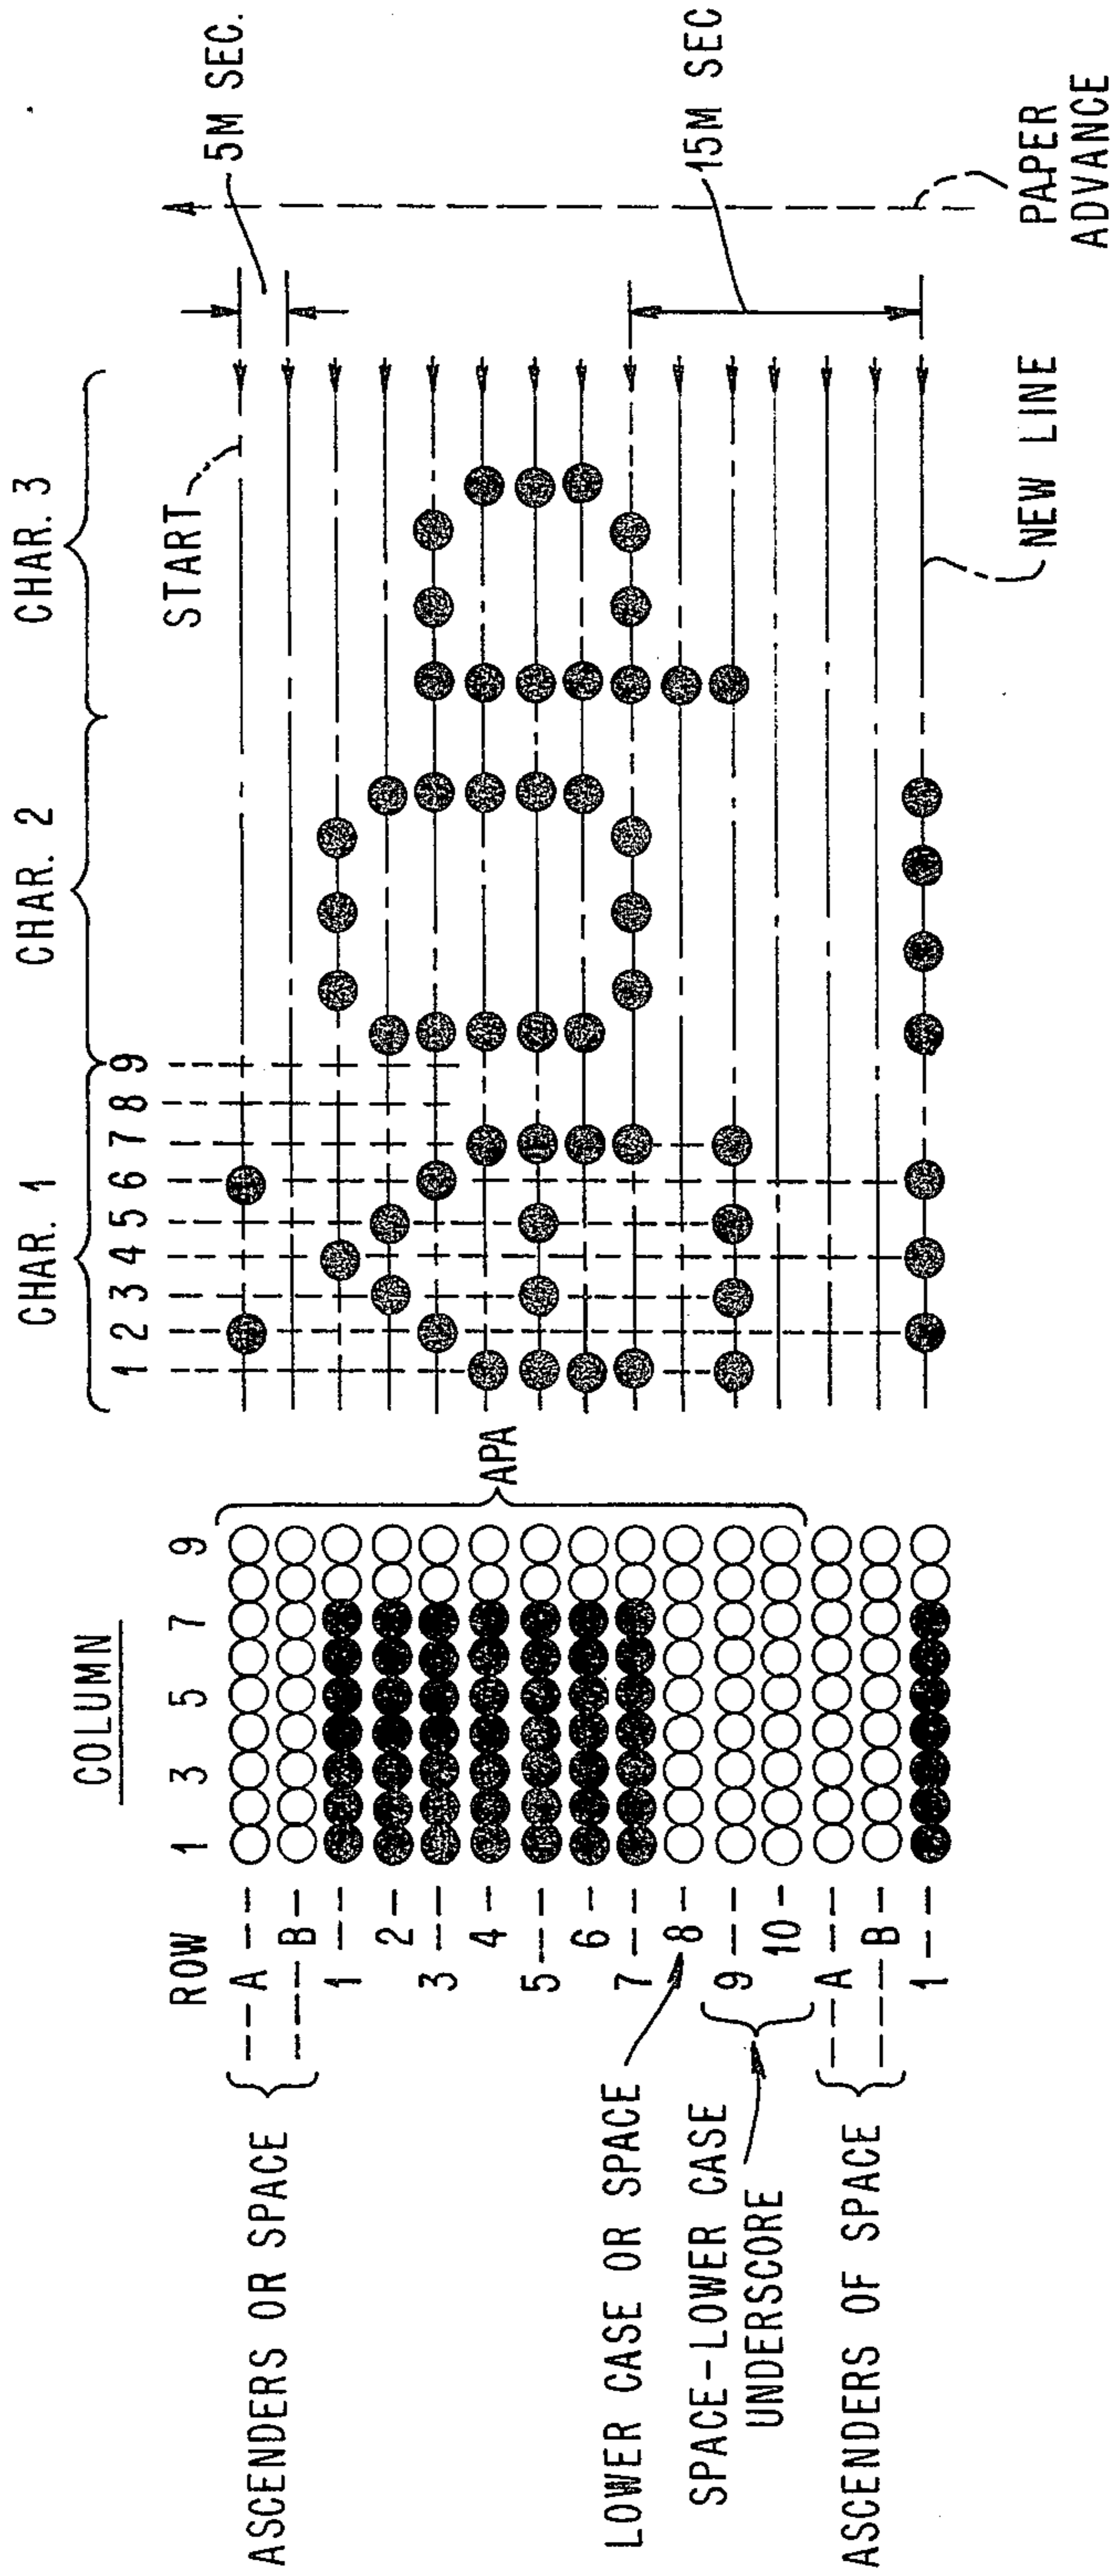 COLUMN
ROW 1 3 5 7 9
ASCENDERS OR SPACE
A
B
1
2
3
4
5
6
7
LOWER CASE OR SPACE
8
SPACE-LOWER CASE
UNDERSCORE
9
10
ASCENDERS OF SPACE
A
B
1
APA
CHAR. 1 CHAR. 2 CHAR. 3
1 2 3 4 5 6 7 8 9
START
5M SEC.
15M SEC
NEW LINE
PAPER
ADVANCE